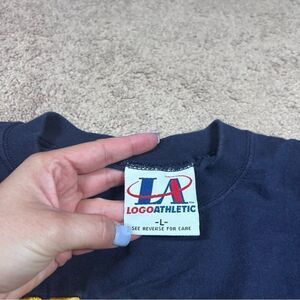 LA
LOGOATHLETIC
-L-
SEE REVERSE FOR CARE